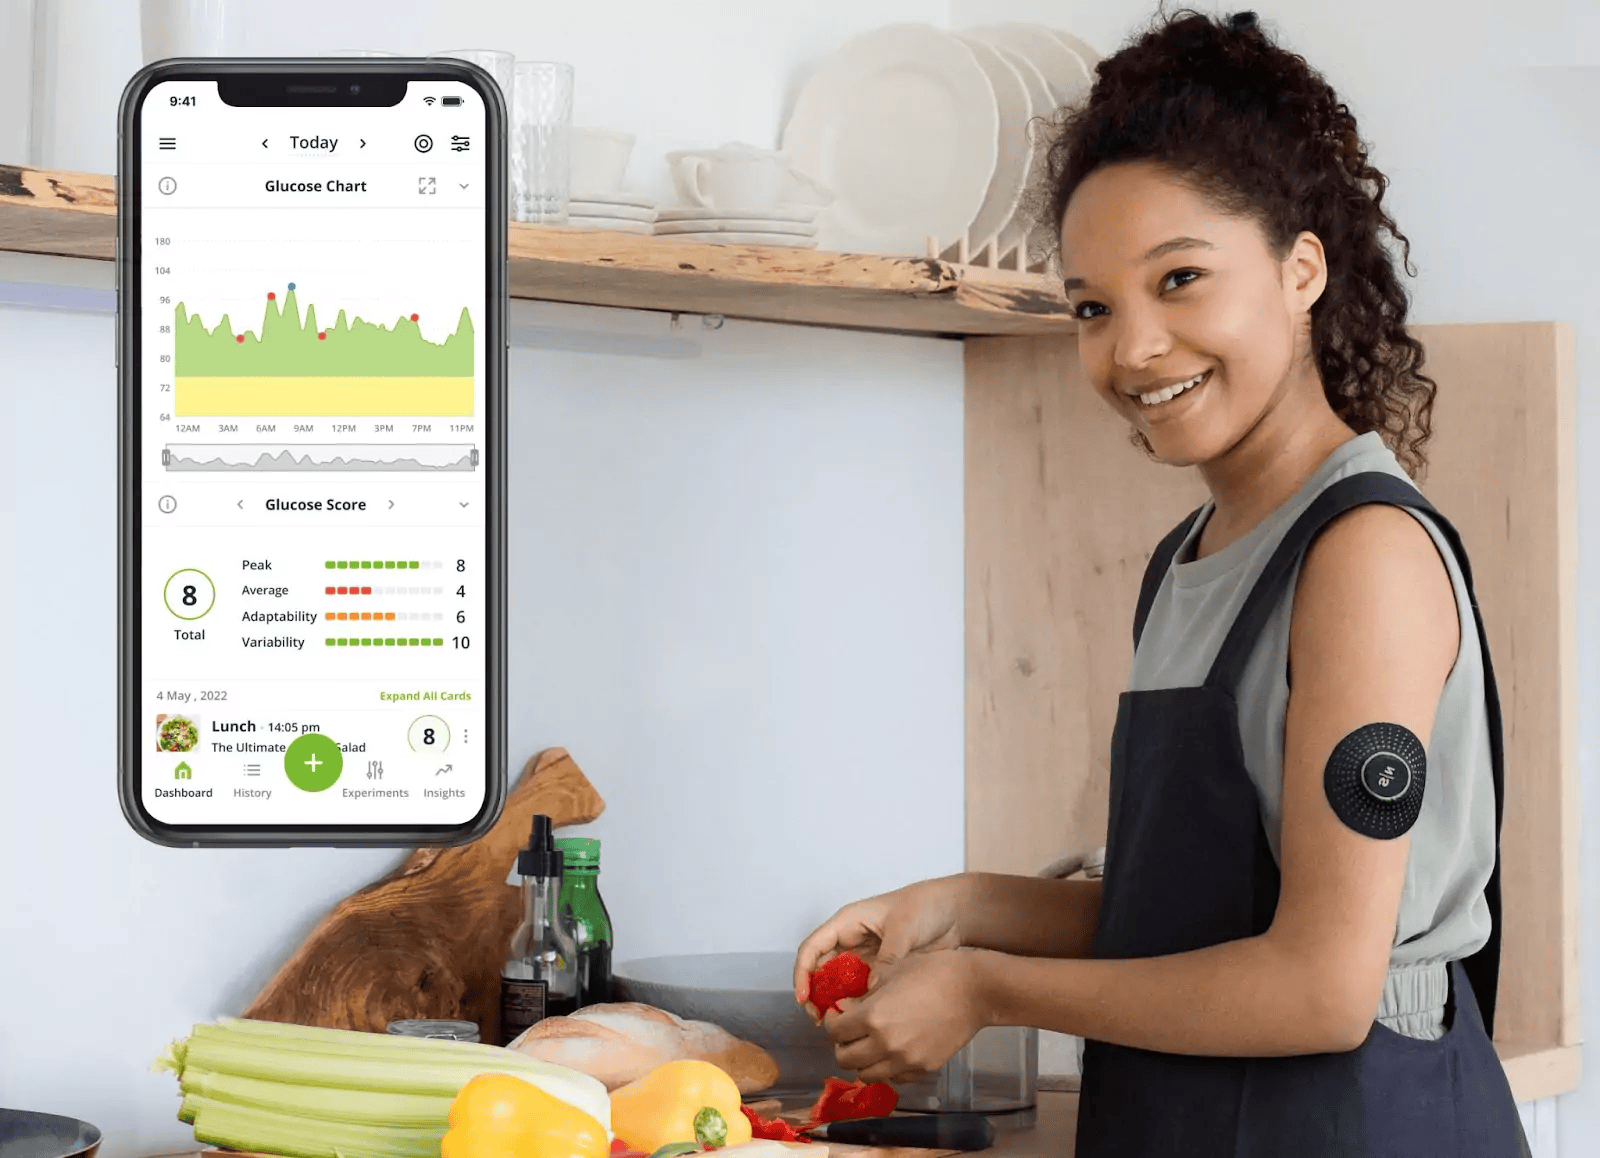 9:41
Today
Glucose Chart
180
104
96
88
80
72
64
12AM 3AM 6AM 9AM 12PM 3PM 7PM 11PM
Glucose Score
Peak 8
Average 4
Adaptability 6
Variability 10
8
Total
4 May , 2022 Expand All Cards
Lunch · 14:05 pm
The Ultimate Salad
8
+
Dashboard History Experiments Insights